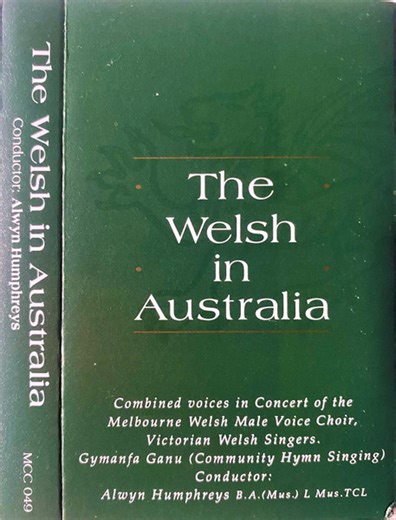 The Welsh in Australia
Conductor: Alwyn Humphreys
MCC 049
The
Welsh
in
Australia
Combined voices in Concert of the
Melbourne Welsh Male Voice Choir,
Victorian Welsh Singers.
Gymanfa Ganu (Community Hymn Singing)
Conductor:
Alwyn Humphreys B.A.(Mus.) L Mus.TCL